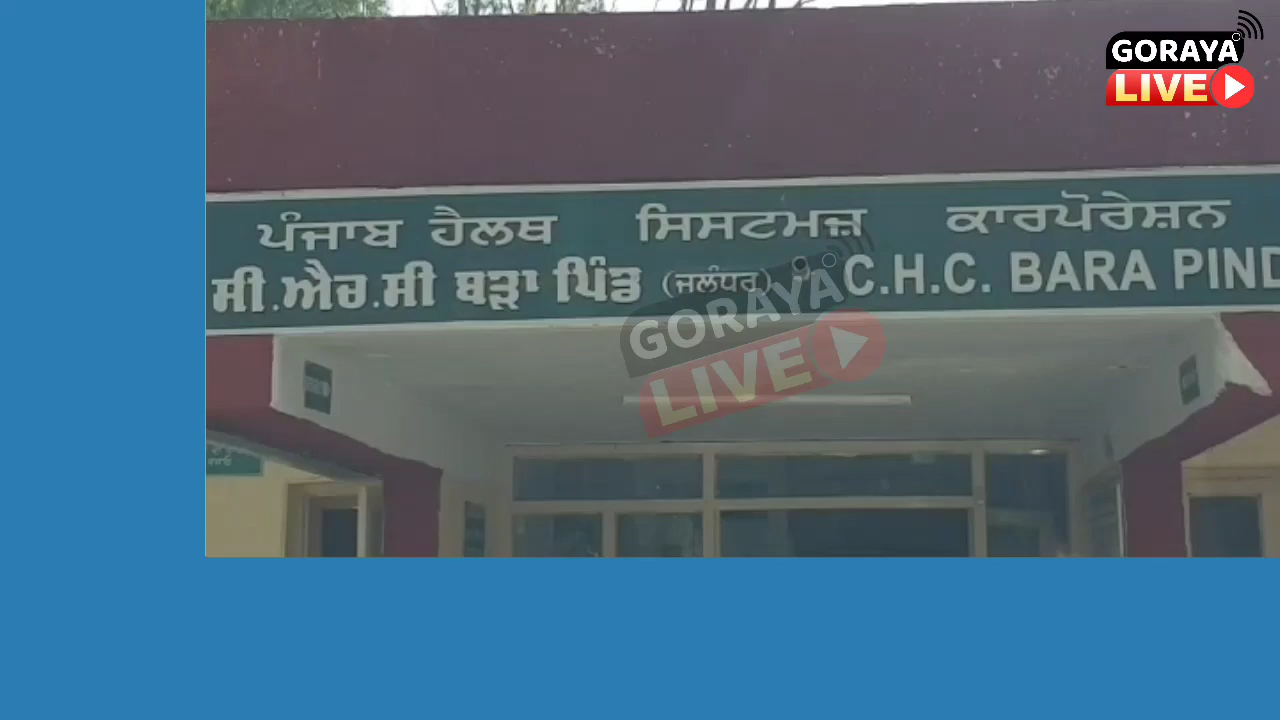 GORAYA
LIVE
ਪੰਜਾਬ ਹੈਲਥ ਸਿਸਟਮਜ਼ ਕਾਰਪੋਰੇਸ਼ਨ
ਸੀ.ਐਚ.ਸੀ ਬੜਾ ਪਿੰਡ (ਜਲੰਧਰ) C.H.C. BARA PIND
GORAYA
LIVE